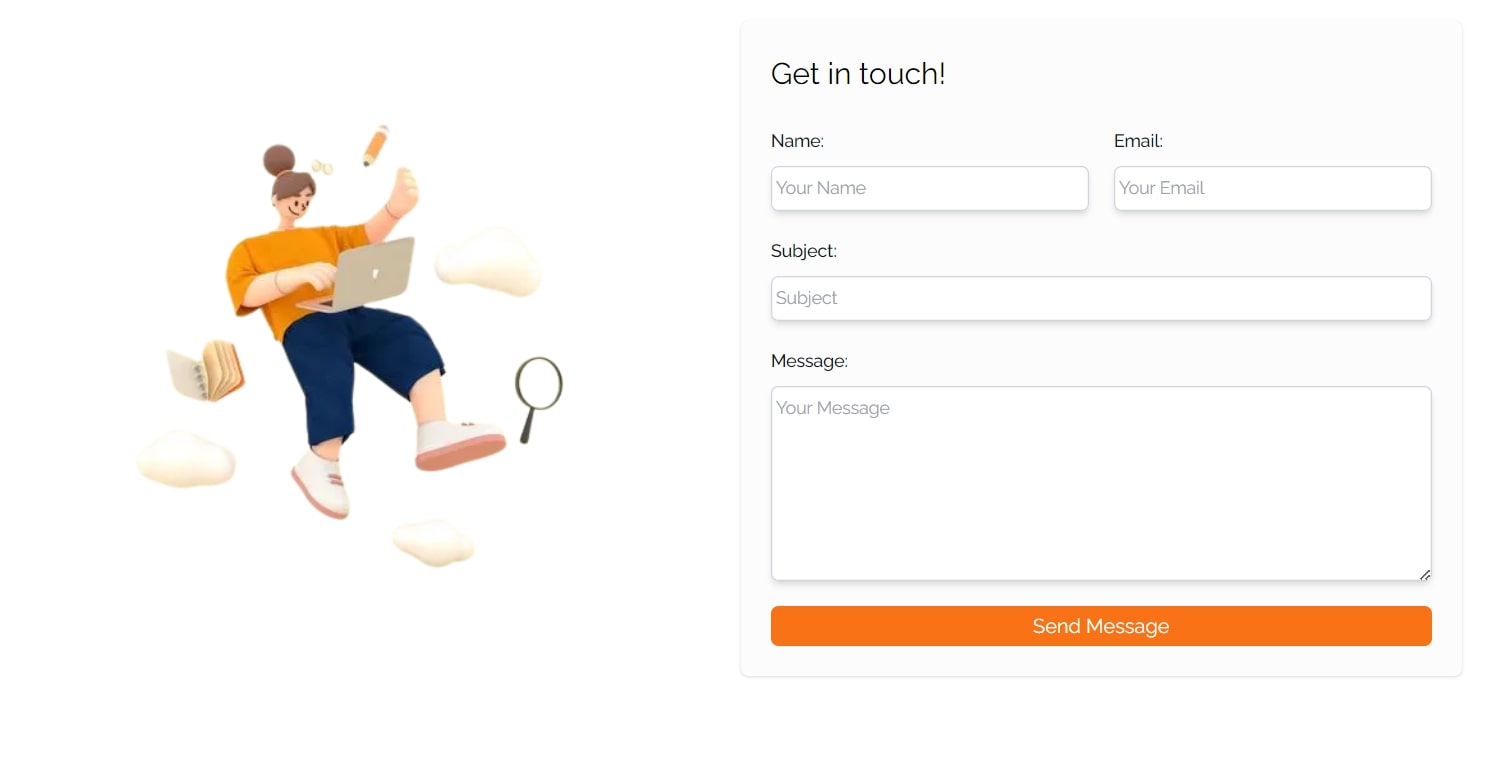 Get in touch!
Name:
Email:
Your Name
Your Email
Subject:
Subject
Message:
Your Message
Send Message